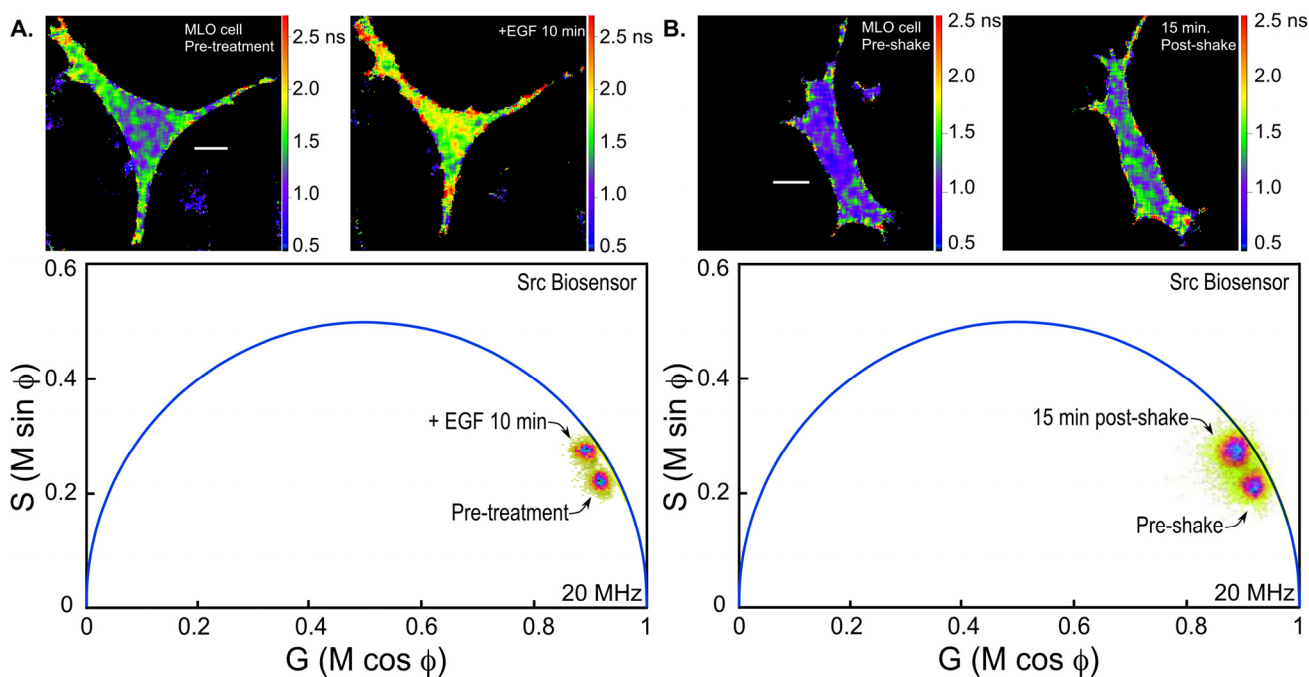 A.
MLO cell
Pre-treatment
2.5 ns
2.0
1.5
1.0
0.5
+EGF 10 min
2.5 ns
2.0
1.5
1.0
0.5
0.6
0.4
0.2
0
S (M sin ϕ)
Src Biosensor
+ EGF 10 min
Pre-treatment
20 MHz
0 0.2 0.4 0.6 0.8 1
G (M cos ϕ)
B.
MLO cell
Pre-shake
2.5 ns
2.0
1.5
1.0
0.5
15 min.
Post-shake
2.5 ns
2.0
1.5
1.0
0.5
0.6
0.4
0.2
0
S (M sin ϕ)
Src Biosensor
15 min post-shake
Pre-shake
20 MHz
0 0.2 0.4 0.6 0.8 1
G (M cos ϕ)